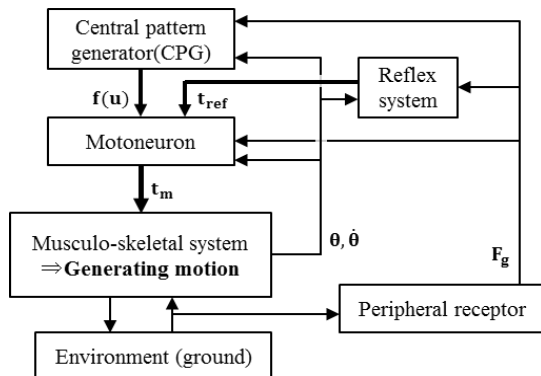 Central pattern
generator(CPG)
Reflex
system
f(u)
t_ref
Motoneuron
t_m
Musculo-skeletal system
⇒Generating motion
θ, θ̇
F_g
Peripheral receptor
Environment (ground)